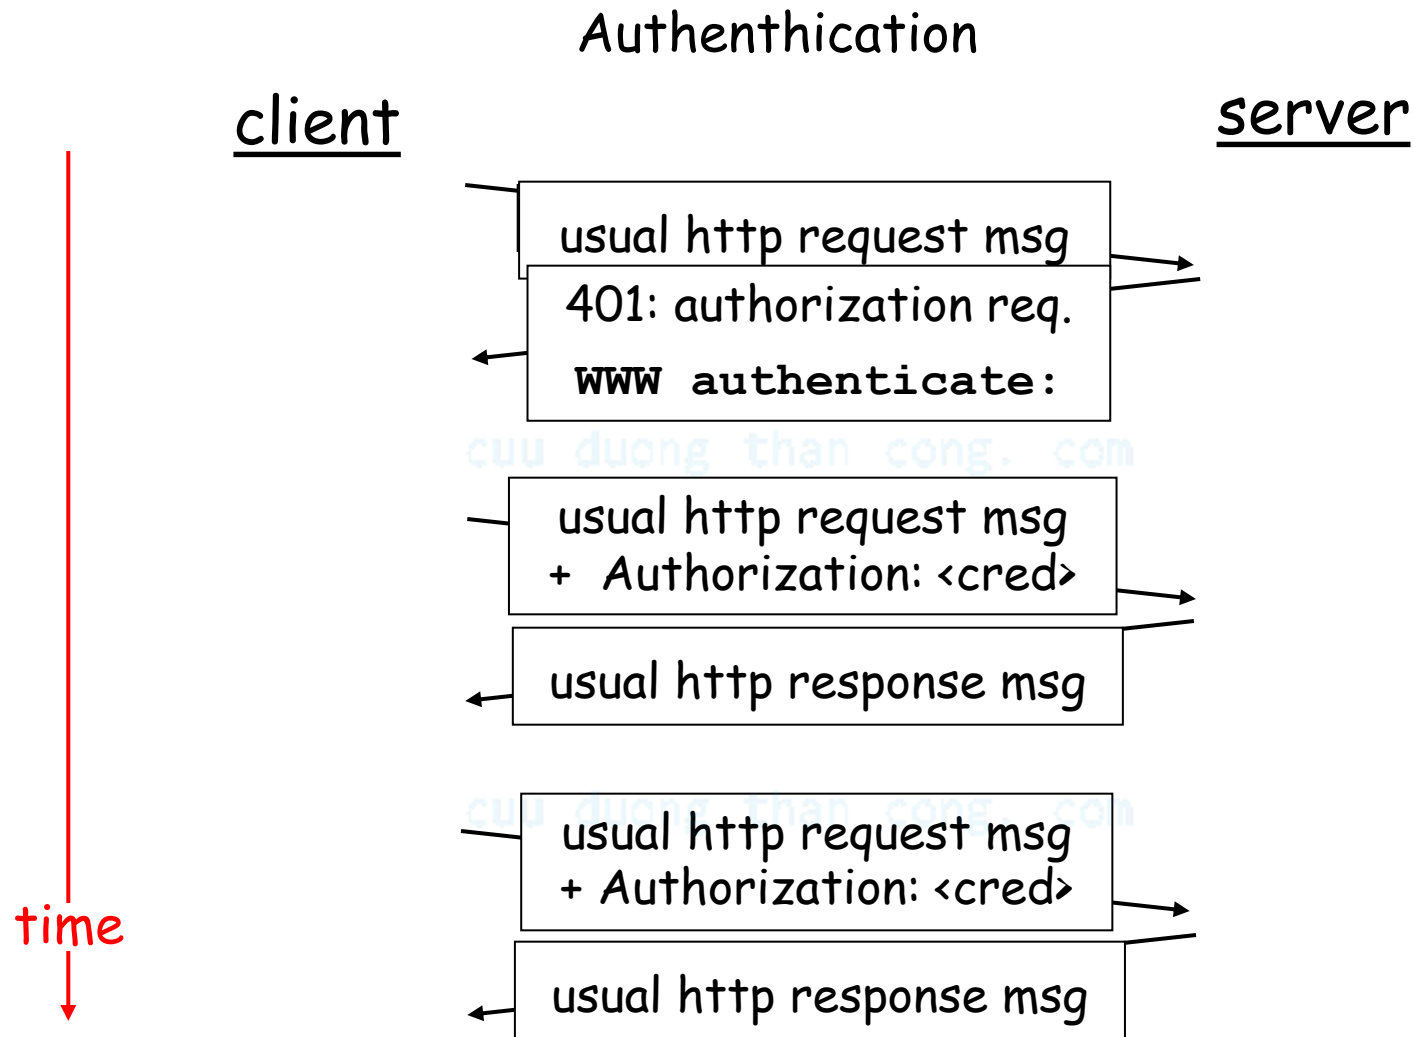 Authenthication
client
server
usual http request msg
401: authorization req.
WWW authenticate:
cuu duong than cong. com
usual http request msg
+ Authorization: <cred>
usual http response msg
cuu duong than cong. com
usual http request msg
+ Authorization: <cred>
time
usual http response msg